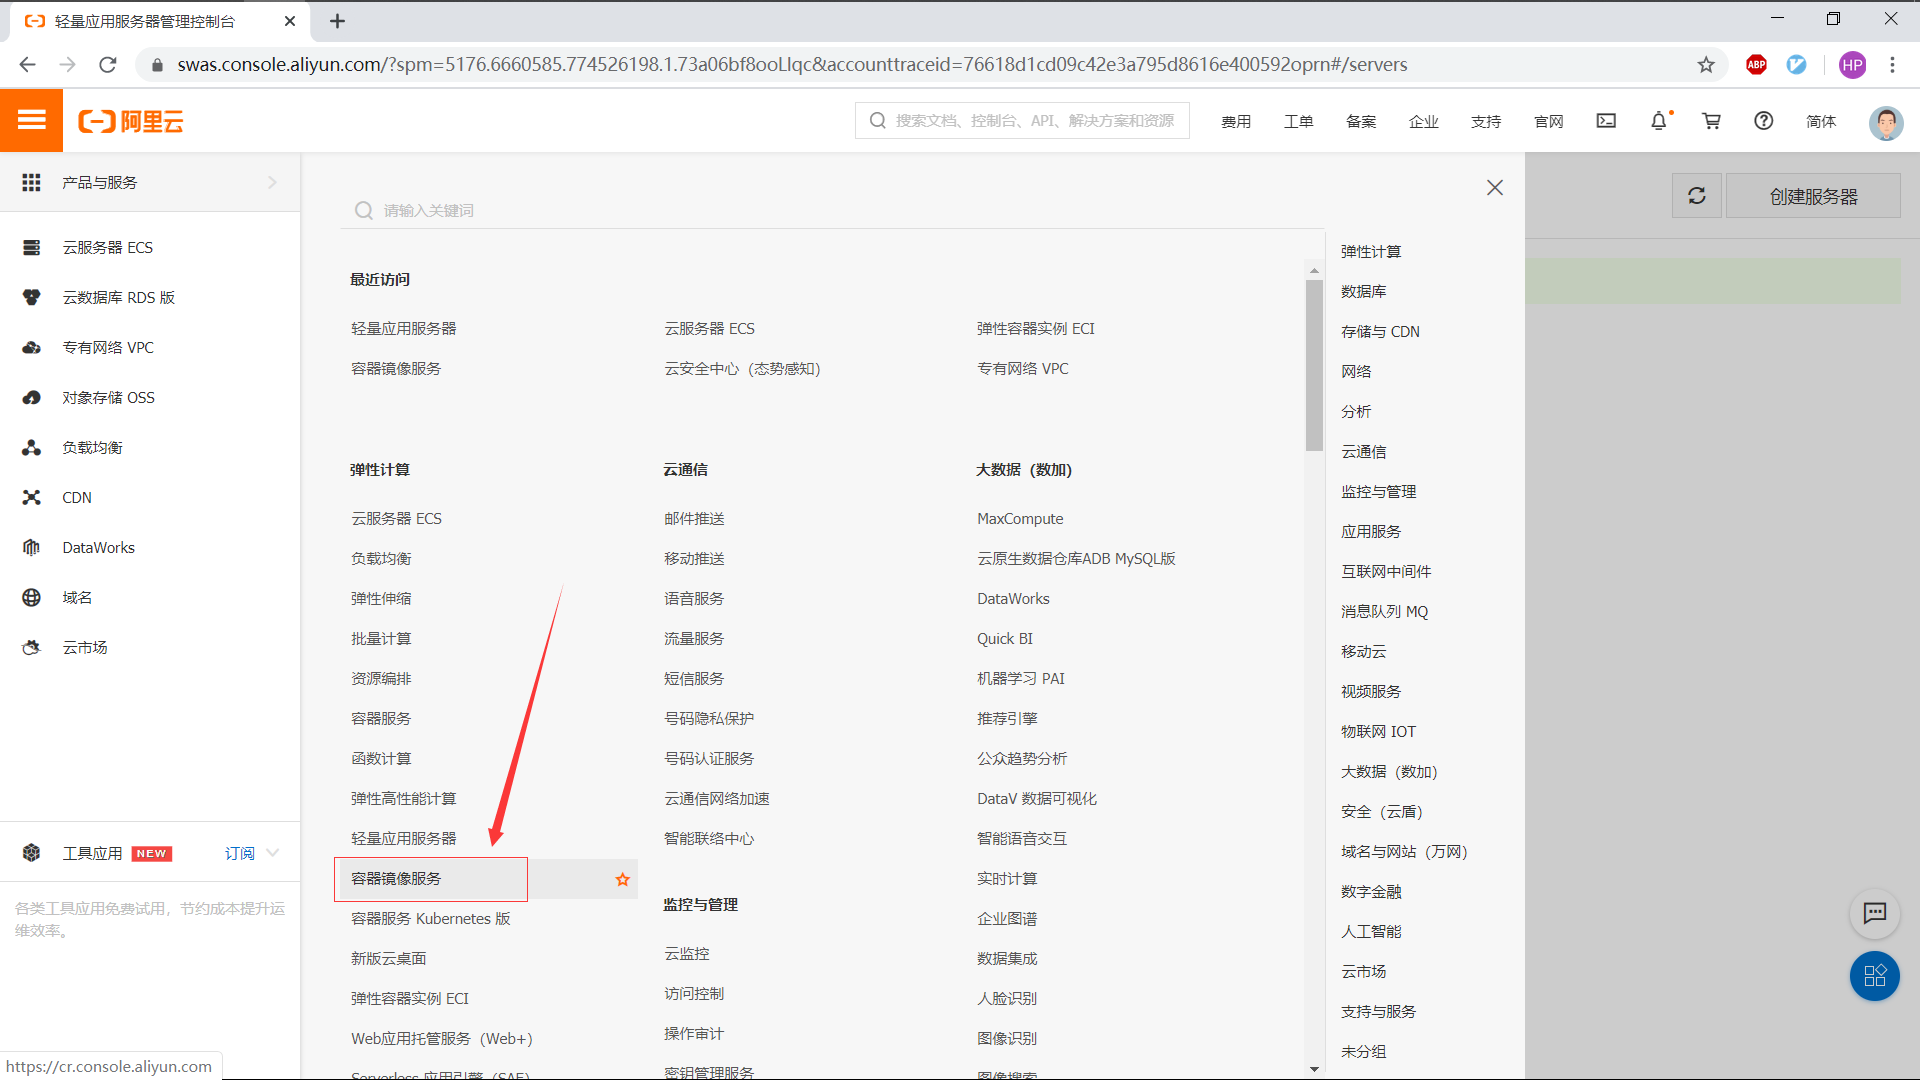 轻量应用服务器管理控制台
swas.console.aliyun.com/?spm=5176.6660585.774526198.1.73a06bf8ooLlqc&accounttraceid=76618d1cd09c42e3a795d8616e400592oprn#/servers
ABP
HP
阿里云
搜索文档、控制台、API、解决方案和资源
费用
工单
备案
企业
支持
官网
简体
产品与服务
云服务器 ECS
云数据库 RDS 版
专有网络 VPC
对象存储 OSS
负载均衡
CDN
DataWorks
域名
云市场
工具应用 NEW 订阅
各类工具应用免费试用，节约成本提升运
维效率。
https://cr.console.aliyun.com
请输入关键词
最近访问
轻量应用服务器
云服务器 ECS
弹性容器实例 ECI
容器镜像服务
云安全中心（态势感知）
专有网络 VPC
弹性计算
云服务器 ECS
负载均衡
弹性伸缩
批量计算
资源编排
容器服务
函数计算
弹性高性能计算
轻量应用服务器
容器镜像服务
容器服务 Kubernetes 版
新版云桌面
弹性容器实例 ECI
Web应用托管服务（Web+）
Serverless 应用引擎（SAE）
云通信
邮件推送
移动推送
语音服务
流量服务
短信服务
号码隐私保护
号码认证服务
云通信网络加速
智能联络中心
监控与管理
云监控
访问控制
操作审计
密钥管理服务
大数据（数加）
MaxCompute
云原生数据仓库ADB MySQL版
DataWorks
Quick BI
机器学习 PAI
推荐引擎
公众趋势分析
DataV 数据可视化
智能语音交互
实时计算
企业图谱
数据集成
人脸识别
图像识别
图像搜索
弹性计算
数据库
存储与 CDN
网络
分析
云通信
监控与管理
应用服务
互联网中间件
消息队列 MQ
移动云
视频服务
物联网 IOT
大数据（数加）
安全（云盾）
域名与网站（万网）
数字金融
人工智能
云市场
支持与服务
未分组
创建服务器